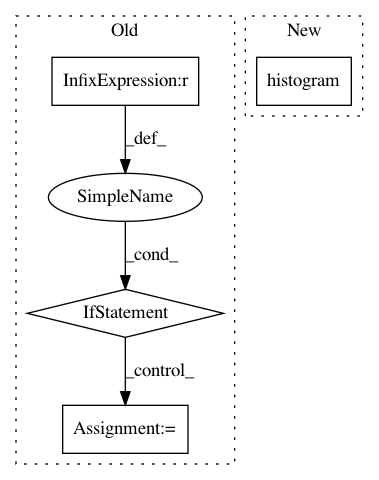 Old
New
InfixExpression:r
histogram
_def_
SimpleName
_cond_
IfStatement
_control_
Assignment:=